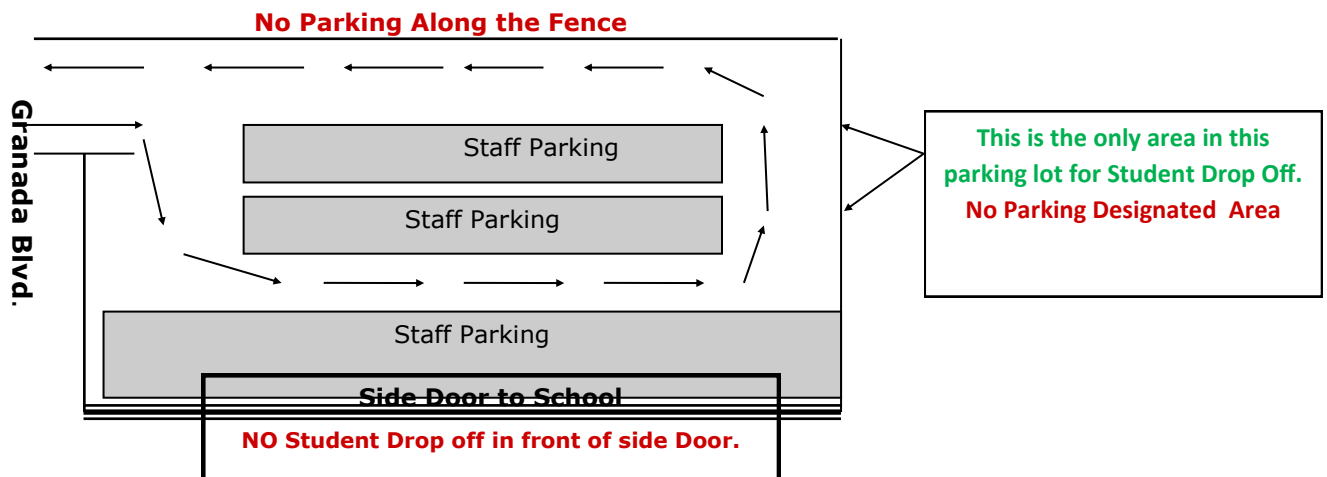 No Parking Along the Fence
Granada Blvd.
Staff Parking
Staff Parking
Staff Parking
Side Door to School
NO Student Drop off in front of side Door.
This is the only area in this
parking lot for Student Drop Off.
No Parking Designated Area